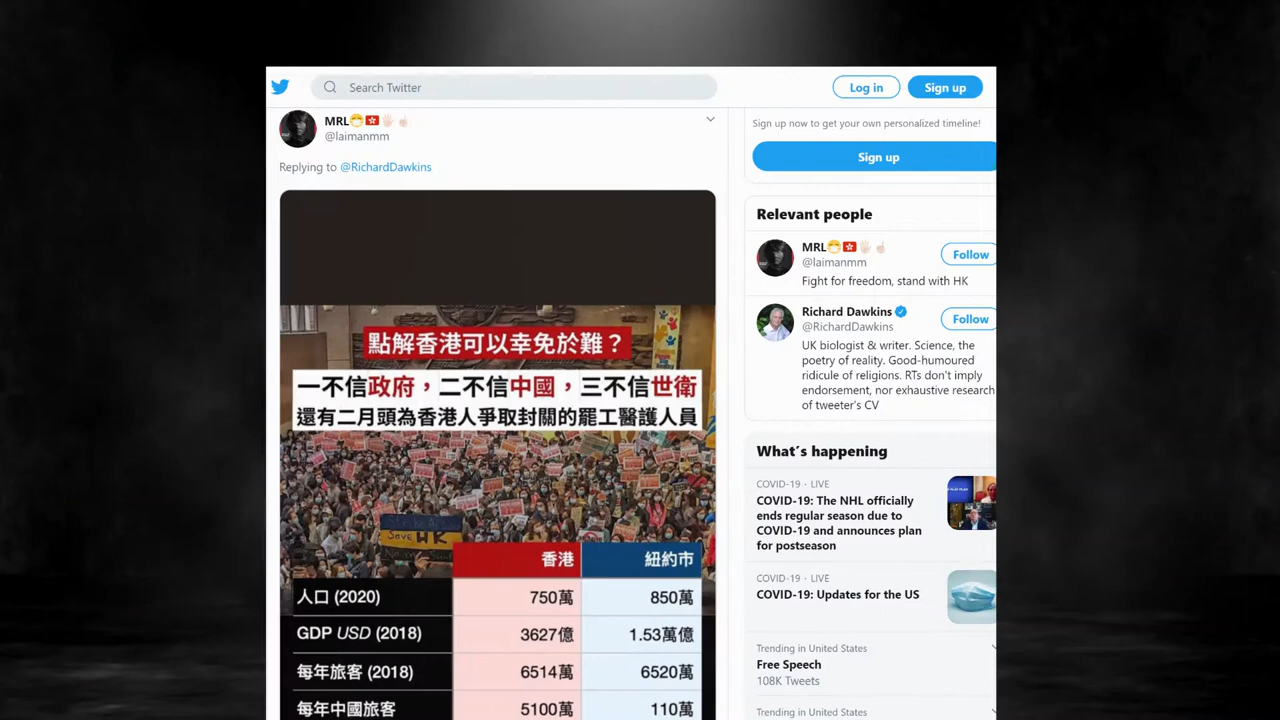 Search Twitter
Log in
Sign up
MRL
@laimanmm
Replying to @RichardDawkins
點解香港可以幸免於難？
一不信政府，二不信中國，三不信世衛
還有二月頭為香港人爭取封關的罷工醫護人員
Save HK
香港 紐約市
人口 (2020) 750萬 850萬
GDP USD (2018) 3627億 1.53萬億
每年旅客 (2018) 6514萬 6520萬
每年中國旅客 5100萬 110萬
Sign up now to get your own personalized timeline!
Sign up
Relevant people
MRL
@laimanmm
Follow
Fight for freedom, stand with HK
Richard Dawkins
@RichardDawkins
Follow
UK biologist & writer. Science, the
poetry of reality. Good-humoured
ridicule of religions. RTs don't imply
endorsement, nor exhaustive research
of tweeter's CV
What's happening
COVID-19 · LIVE
COVID-19: The NHL officially
ends regular season due to
COVID-19 and announces plan
for postseason
COVID-19 · LIVE
COVID-19: Updates for the US
Trending in United States
Free Speech
108K Tweets
Trending in United States